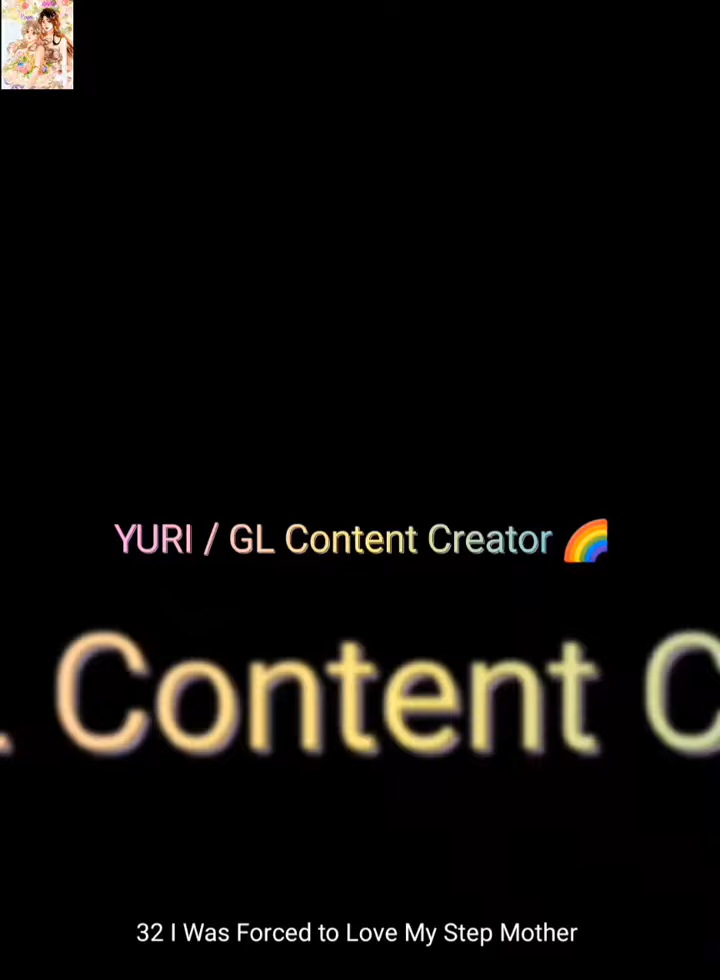 YURI / GL Content Creator 🌈
. Content C
32 I Was Forced to Love My Step Mother